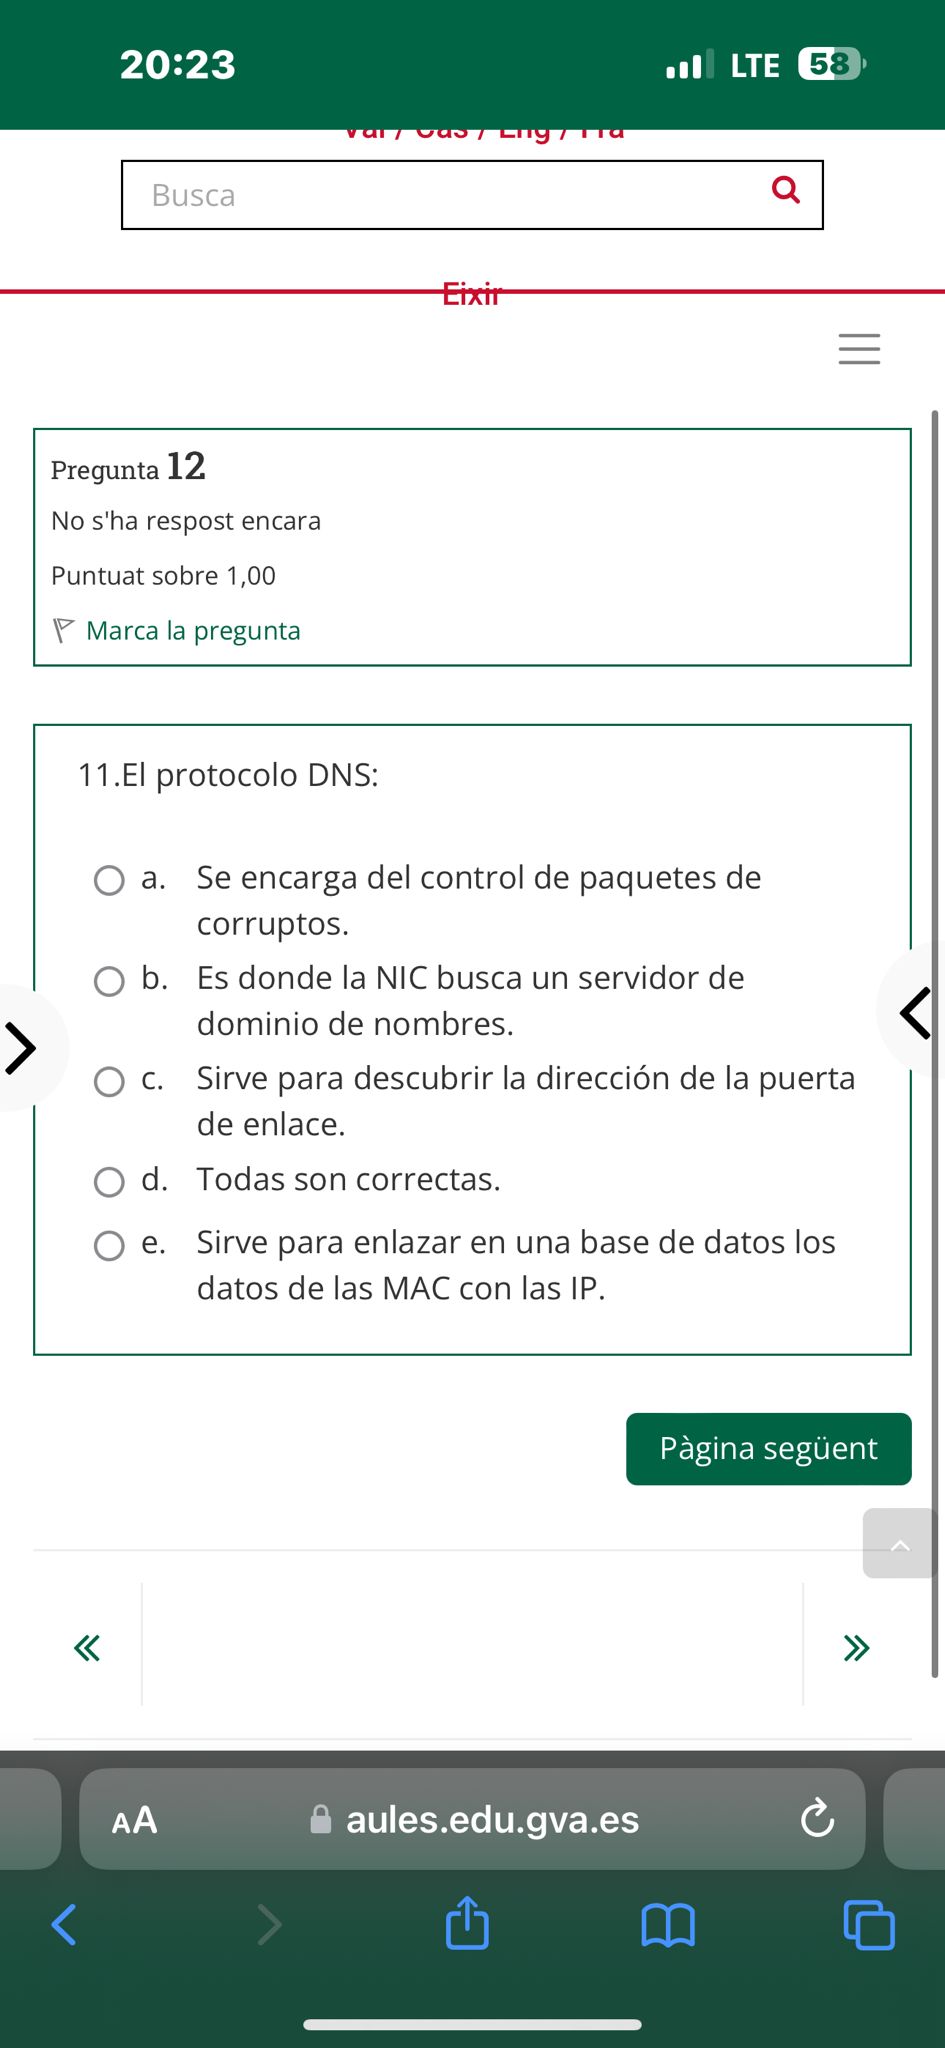 20:23
LTE
58
Val / Cas / Eng / Fra
Busca
Eixir
Pregunta 12
No s'ha respost encara
Puntuat sobre 1,00
Marca la pregunta
11.El protocolo DNS:
a. Se encarga del control de paquetes de
corruptos.
b. Es donde la NIC busca un servidor de
dominio de nombres.
c. Sirve para descubrir la dirección de la puerta
de enlace.
d. Todas son correctas.
e. Sirve para enlazar en una base de datos los
datos de las MAC con las IP.
Pàgina següent
AA
aules.edu.gva.es